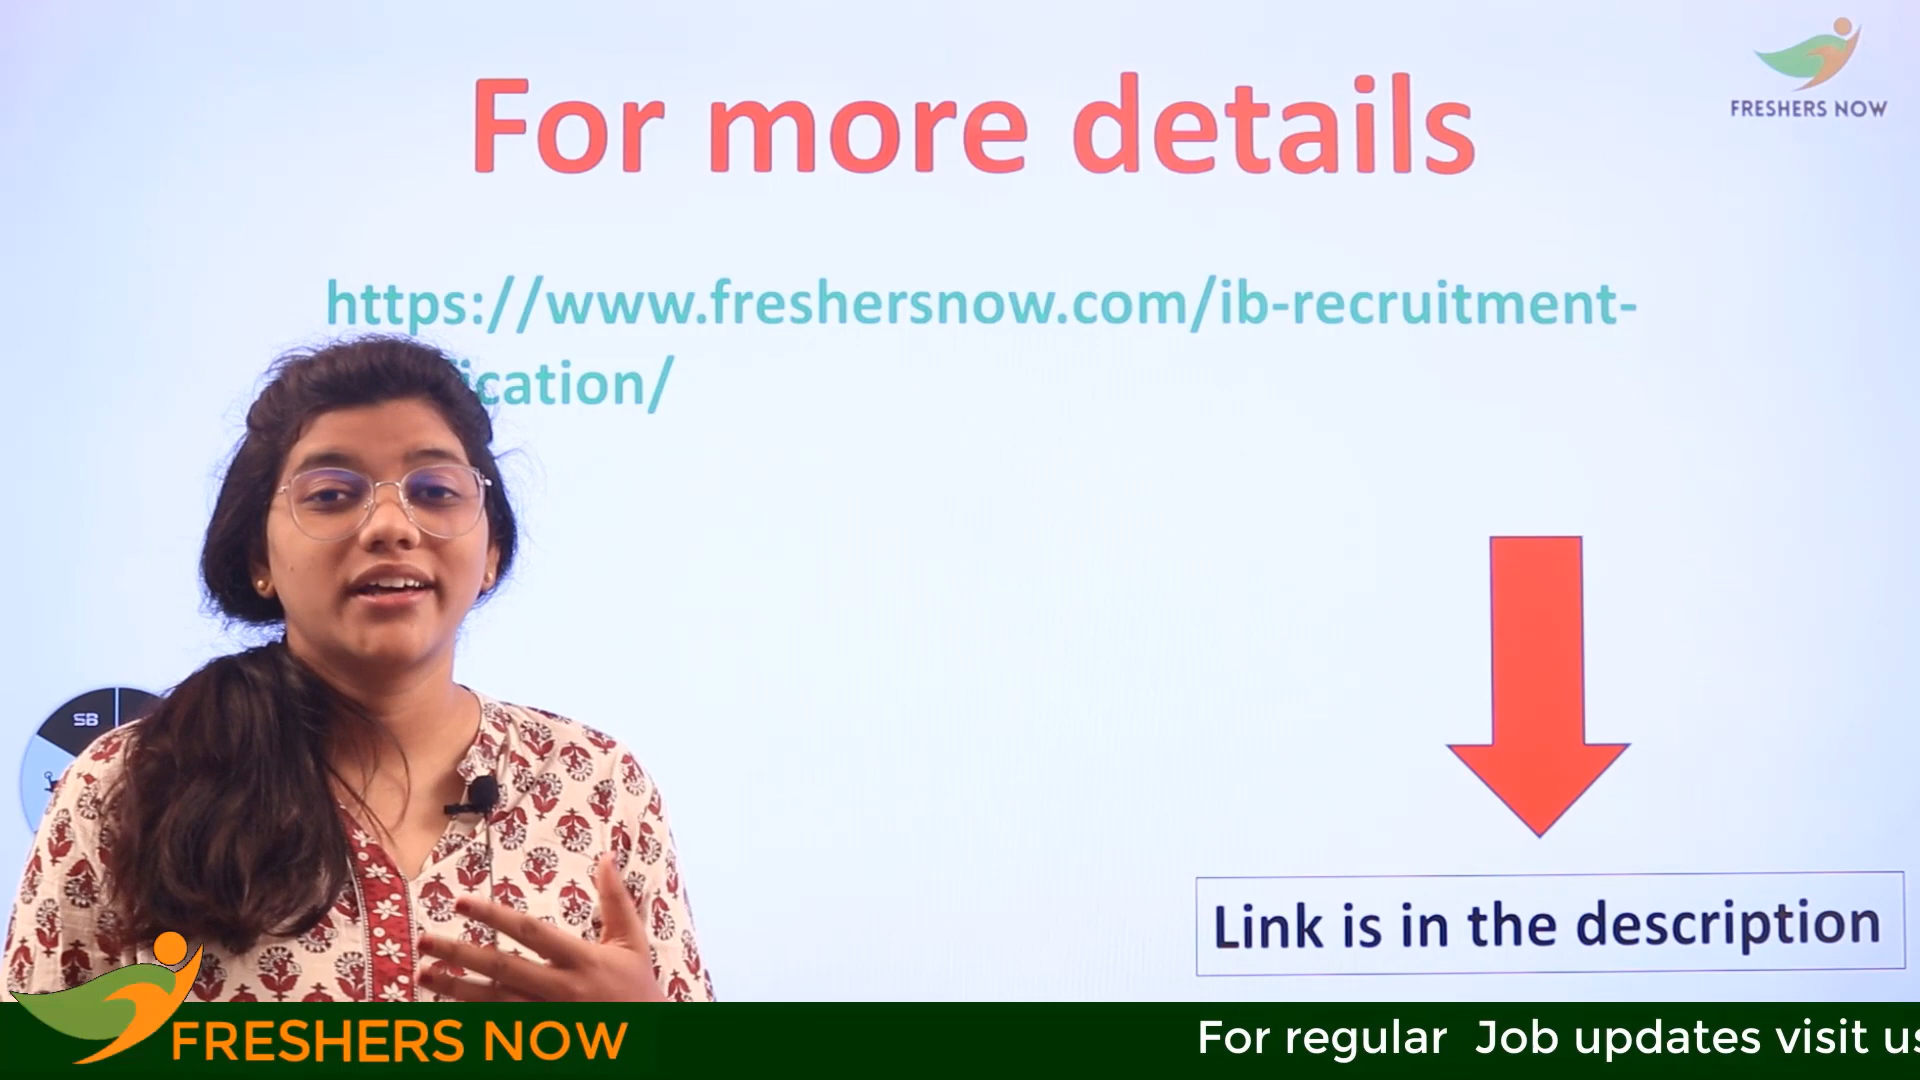 FRESHERS NOW
For more details
https://www.freshersnow.com/ib-recruitment-
ication/
SB
Link is in the description
FRESHERS NOW
For regular Job updates visit us